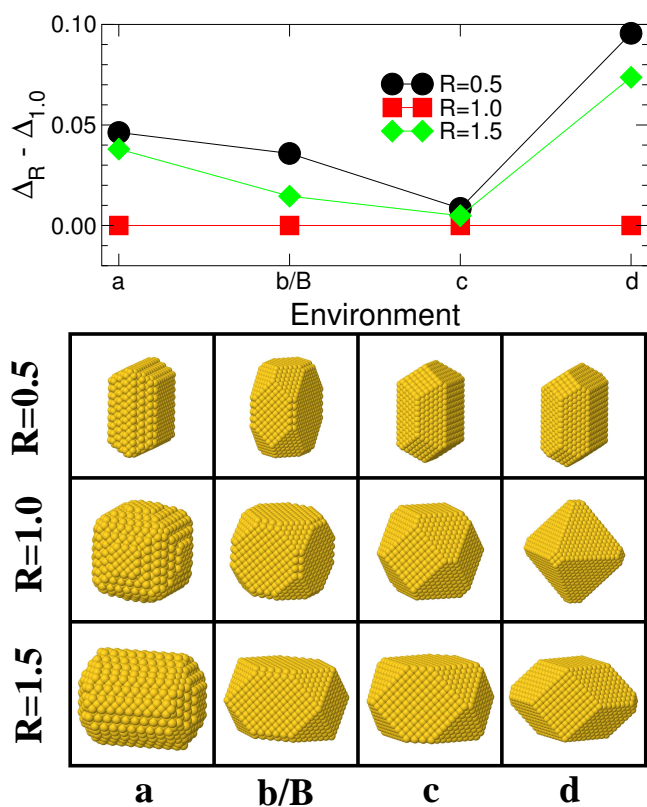 0.10
0.05
0.00
Δ_R - Δ_1.0
R=0.5
R=1.0
R=1.5
a b/B c d
Environment
R=0.5
R=1.0
R=1.5
a b/B c d